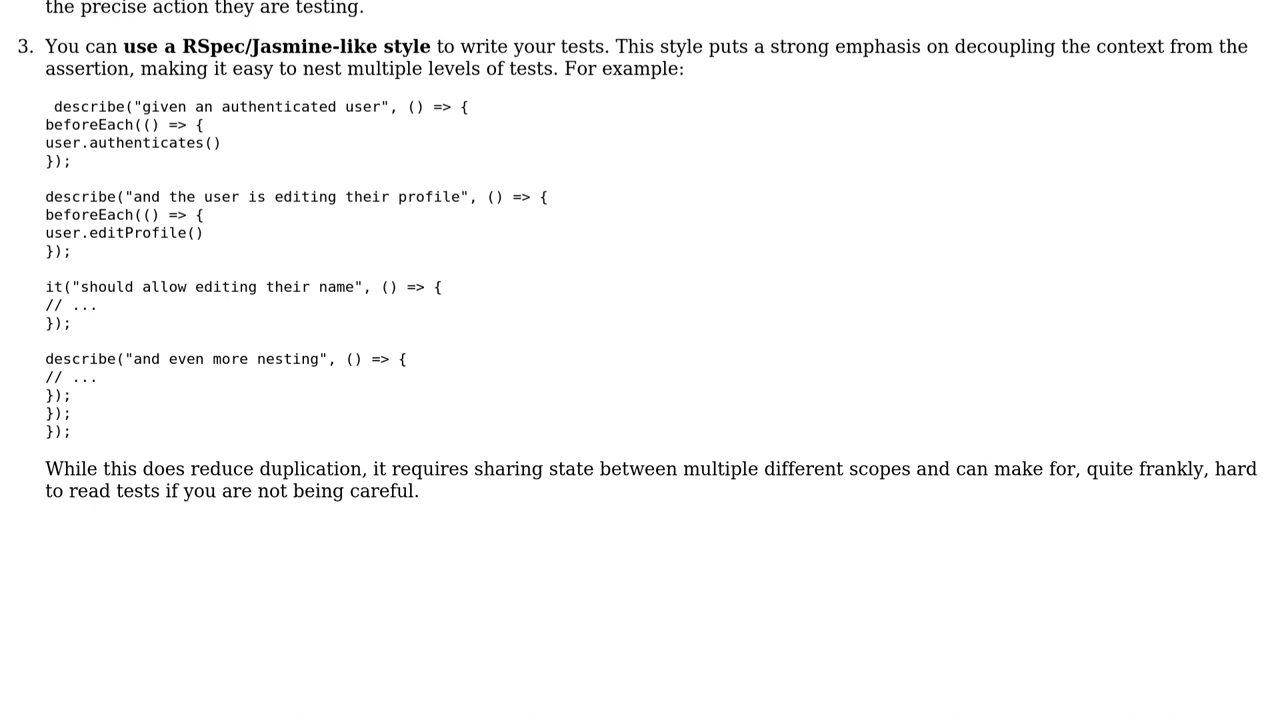 the precise action they are testing.
3. You can use a RSpec/Jasmine-like style to write your tests. This style puts a strong emphasis on decoupling the context from the
assertion, making it easy to nest multiple levels of tests. For example:
describe("given an authenticated user", () => {
beforeEach(() => {
user.authenticates()
});
describe("and the user is editing their profile", () => {
beforeEach(() => {
user.editProfile()
});
it("should allow editing their name", () => {
// ...
});
describe("and even more nesting", () => {
// ...
});
});
});
While this does reduce duplication, it requires sharing state between multiple different scopes and can make for, quite frankly, hard
to read tests if you are not being careful.